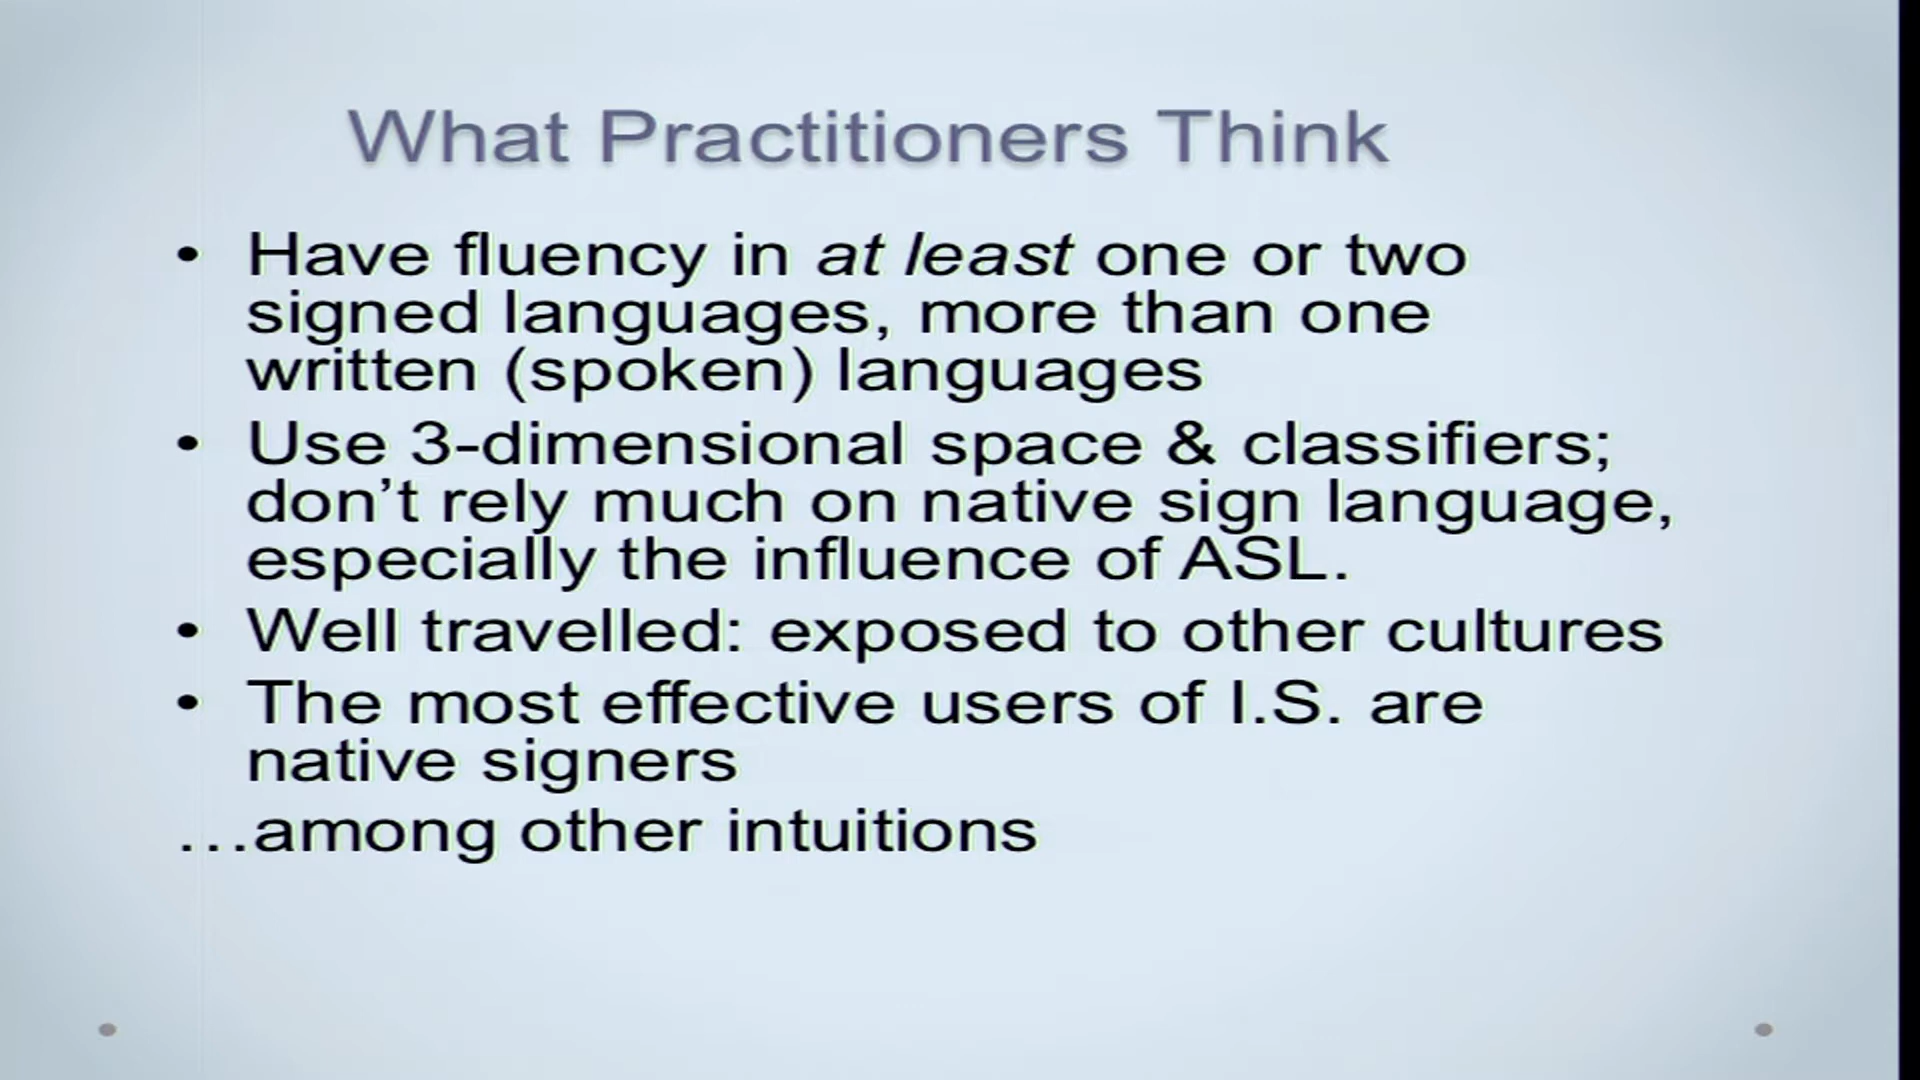 What Practitioners Think
• Have fluency in at least one or two
signed languages, more than one
written (spoken) languages
• Use 3-dimensional space & classifiers;
don’t rely much on native sign language,
especially the influence of ASL.
• Well travelled: exposed to other cultures
• The most effective users of I.S. are
native signers
…among other intuitions